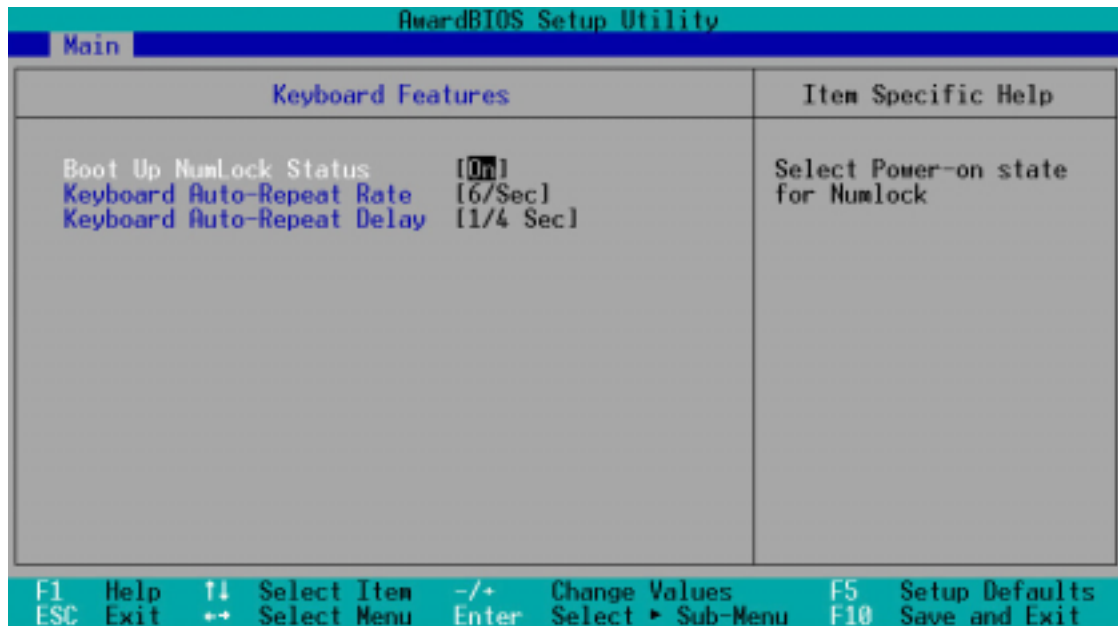 AwardBIOS Setup Utility
Main
Keyboard Features
Boot Up NumLock Status [On]
Keyboard Auto-Repeat Rate [6/Sec]
Keyboard Auto-Repeat Delay [1/4 Sec]
Item Specific Help
Select Power-on state
for Numlock
F1 Help ↑↓ Select Item -/+ Change Values F5 Setup Defaults
ESC Exit ←→ Select Menu Enter Select ► Sub-Menu F10 Save and Exit